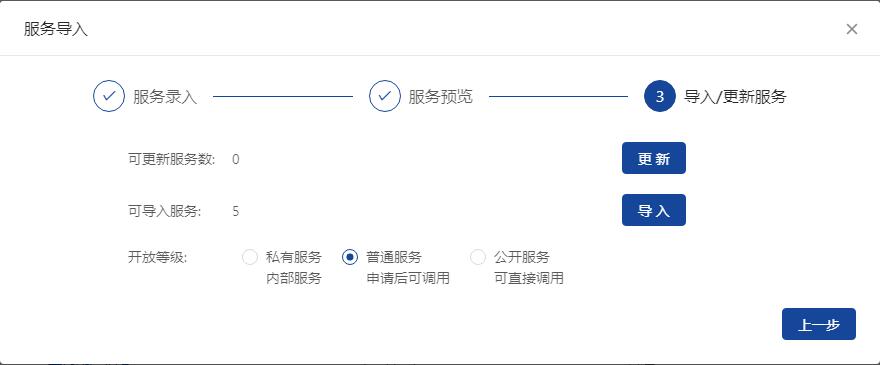 服务导入
服务录入 服务预览 3 导入/更新服务
可更新服务数: 0 更新
可导入服务: 5 导入
开放等级: 私有服务 普通服务 公开服务
内部服务 申请后可调用 可直接调用
上一步